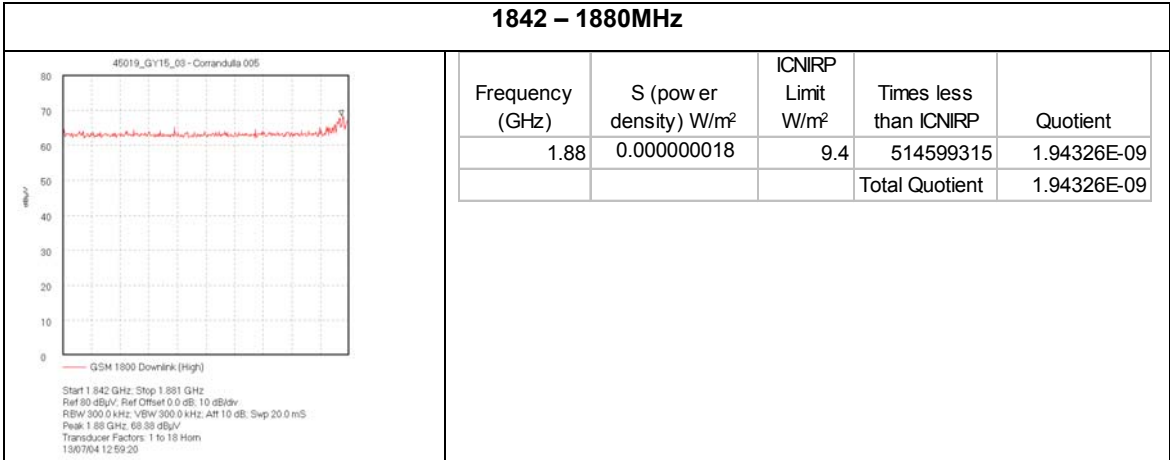 1842 – 1880MHz
45019_GY15_03 - Corrandulla 005
80
70
60
50
40
30
20
10
0
dBµV
GSM 1800 Downlink (High)
Start 1.842 GHz; Stop 1.881 GHz
Ref 80 dBµV; Ref Offset 0.0 dB; 10 dB/div
RBW 300.0 kHz; VBW 300.0 kHz; Att 10 dB; Swp 20.0 mS
Peak 1.88 GHz, 68.38 dBµV
Transducer Factors: 1 to 18 Horn
13/07/04 12:59:20
Frequency (GHz) S (pow er density) W/m² ICNIRP Limit W/m² Times less than ICNIRP Quotient
1.88 0.000000018 9.4 514599315 1.94326E-09
Total Quotient 1.94326E-09